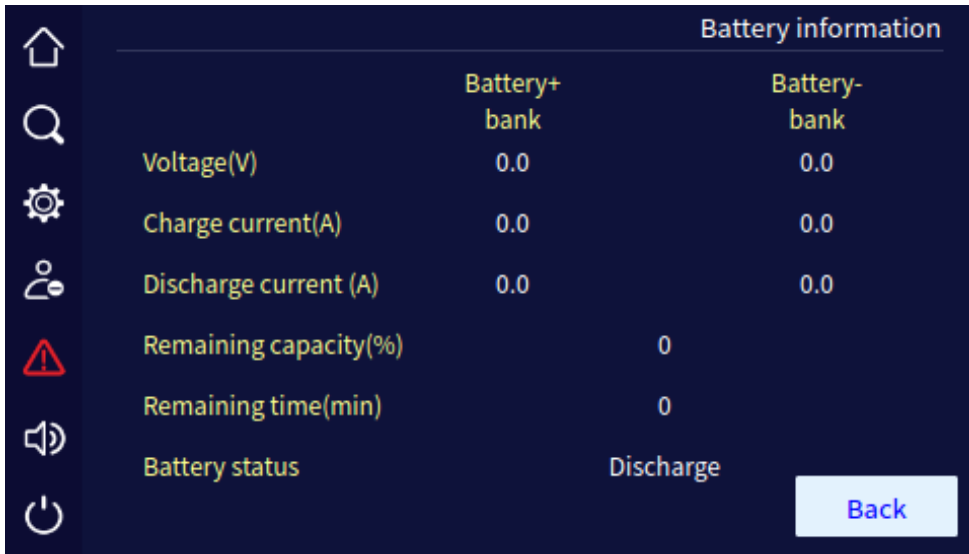 Battery information
Battery+ Battery-
bank bank
Voltage(V) 0.0 0.0
Charge current(A) 0.0 0.0
Discharge current (A) 0.0 0.0
Remaining capacity(%) 0
Remaining time(min) 0
Battery status Discharge
Back